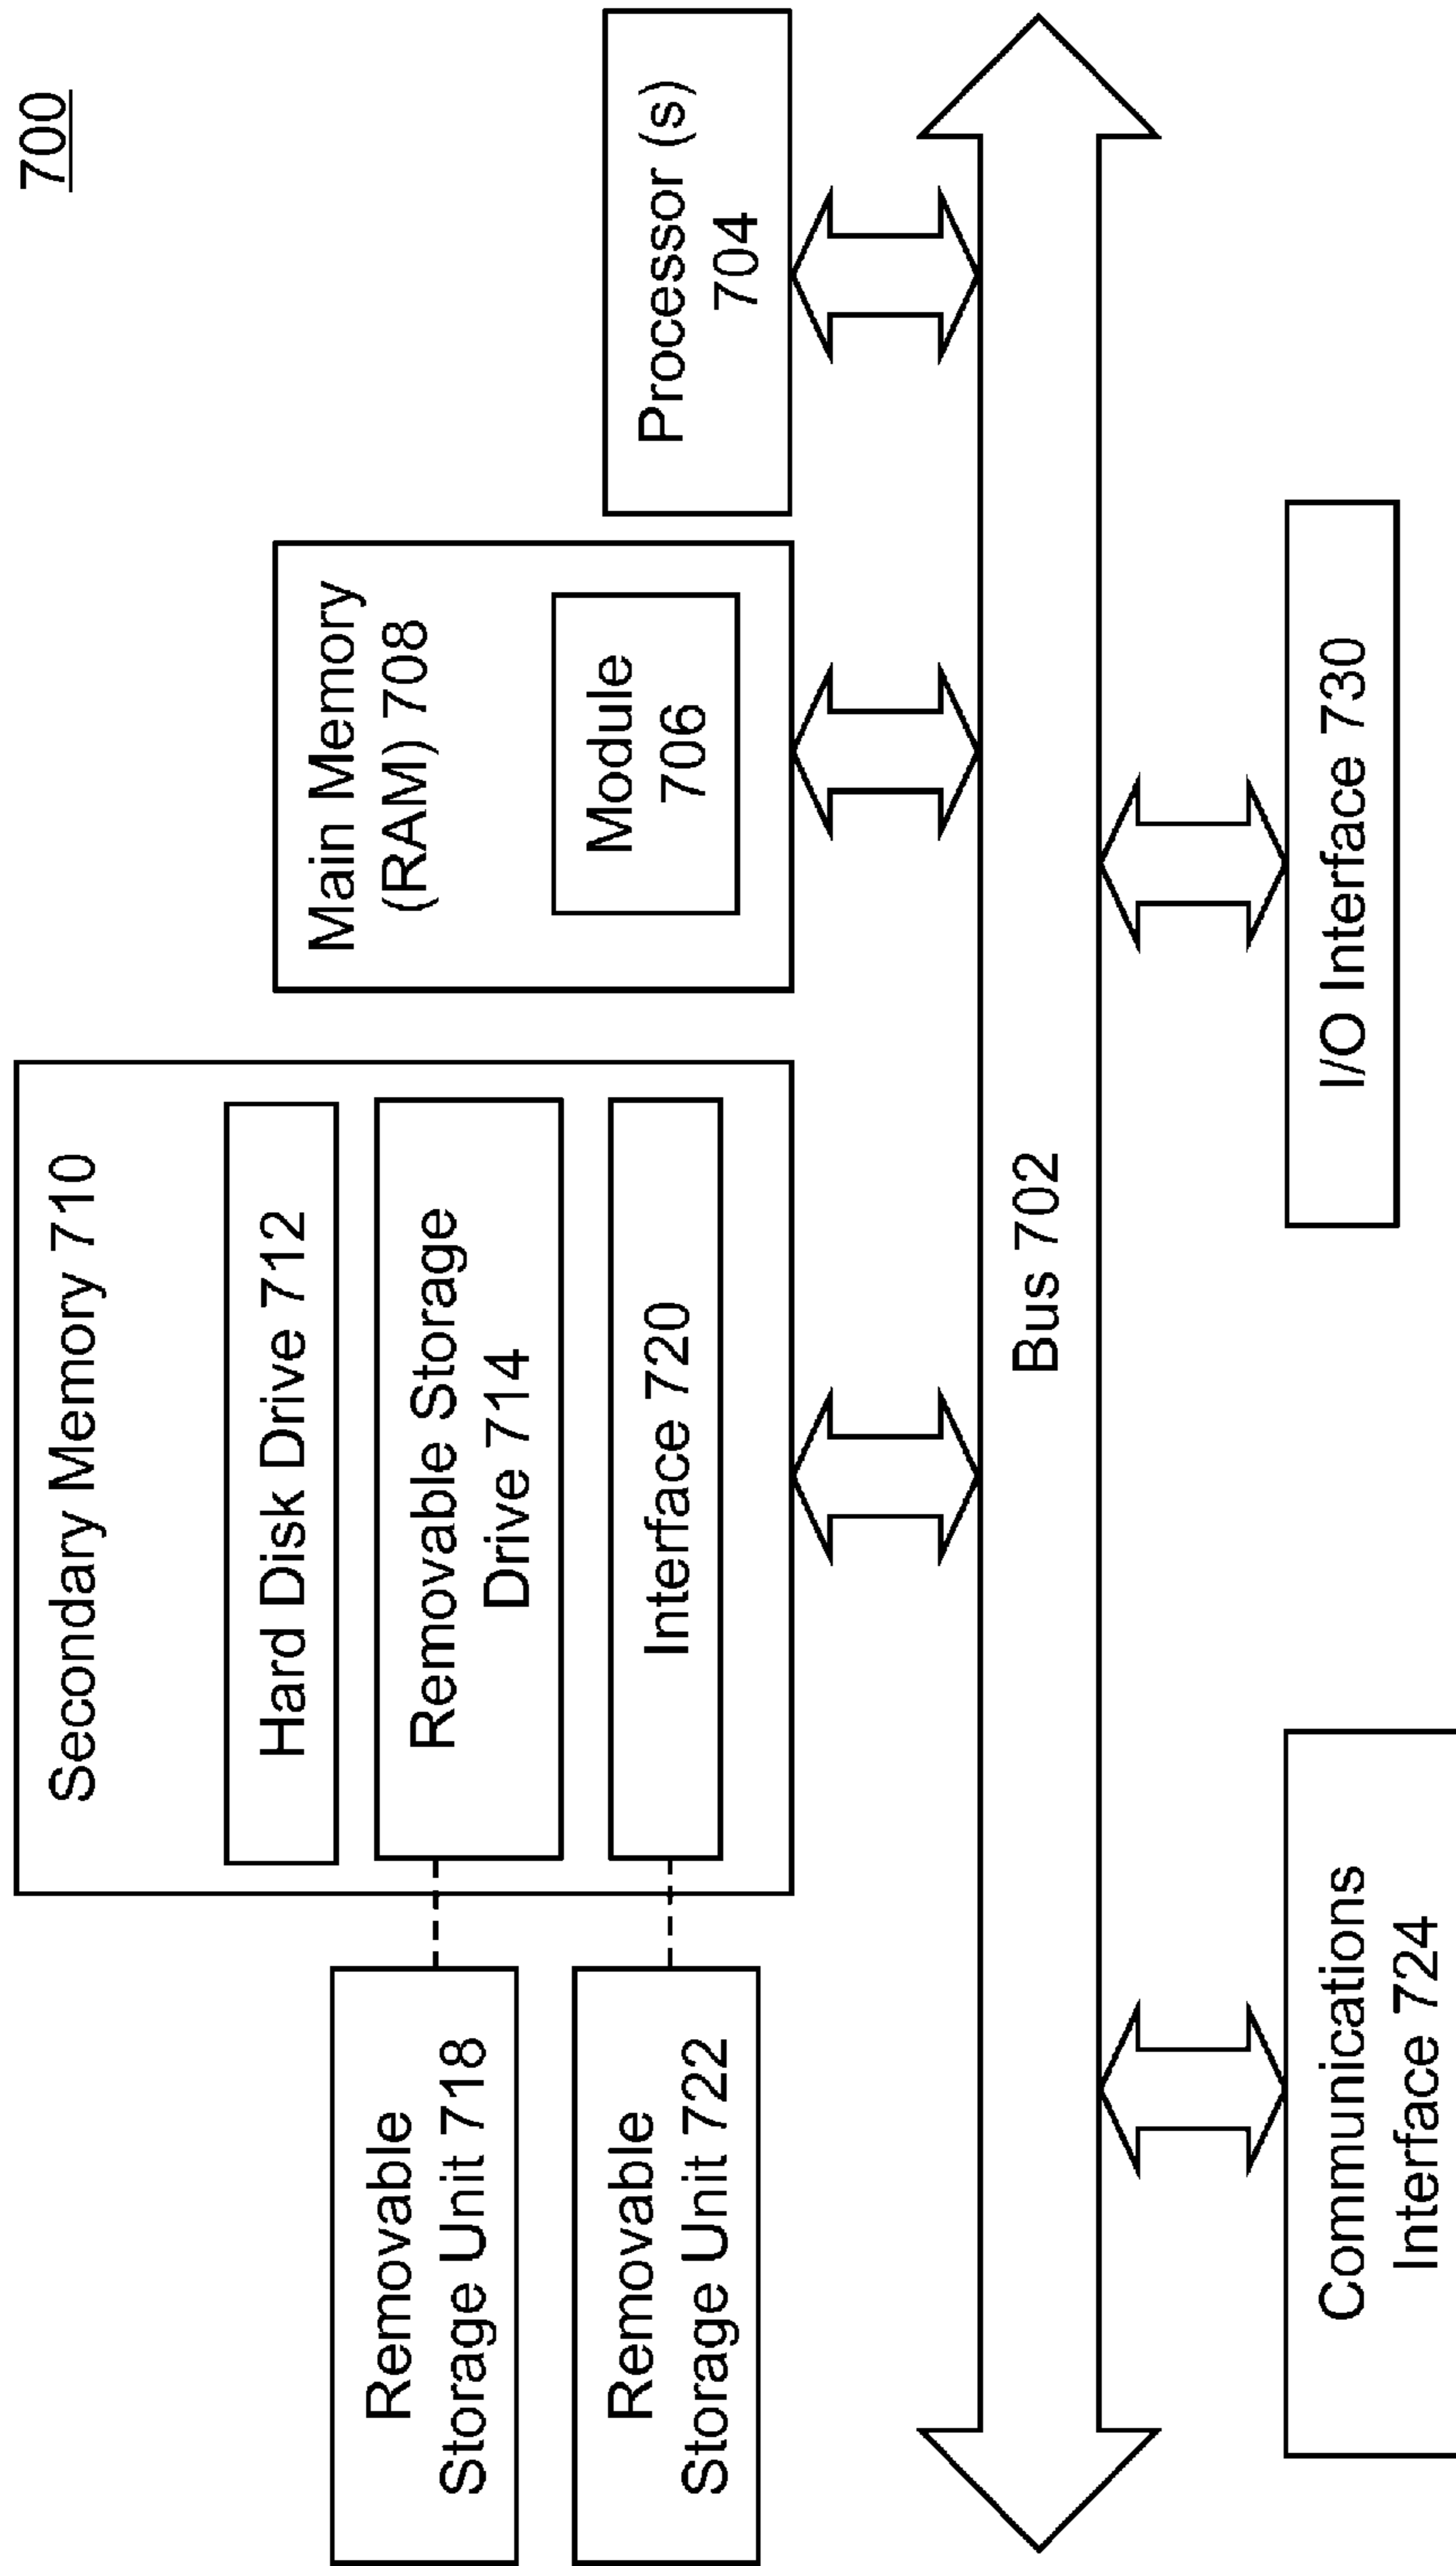 700
Secondary Memory 710
Hard Disk Drive 712
Removable Storage
Drive 714
Interface 720
Removable
Storage Unit 718
Removable
Storage Unit 722
Main Memory
(RAM) 708
Module
706
Processor (s)
704
Bus 702
Communications
Interface 724
I/O Interface 730